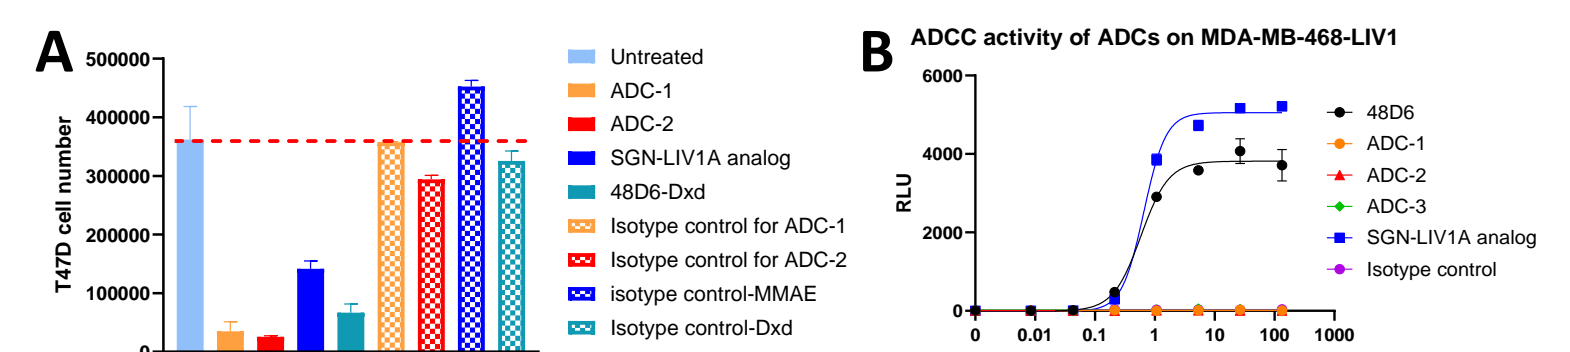 A
500000
400000
300000
200000
100000
0
T47D cell number
Untreated
ADC-1
ADC-2
SGN-LIV1A analog
48D6-Dxd
Isotype control for ADC-1
Isotype control for ADC-2
isotype control-MMAE
Isotype control-Dxd
B
ADCC activity of ADCs on MDA-MB-468-LIV1
6000
4000
2000
0
RLU
0 0.01 0.1 1 10 100 1000
48D6
ADC-1
ADC-2
ADC-3
SGN-LIV1A analog
Isotype control